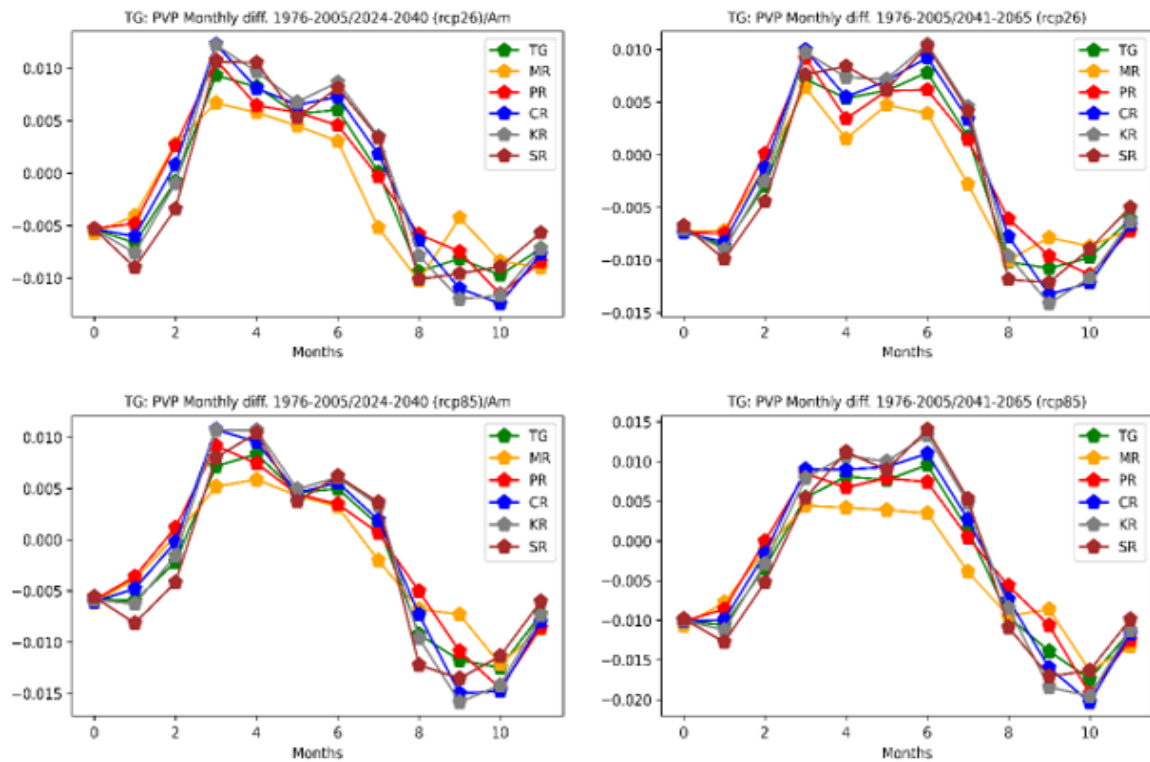 TG: PVP Monthly diff. 1976-2005/2024-2040 (rcp26)/Am
0.010
0.005
0.000
−0.005
−0.010
TG
MR
PR
CR
KR
SR
0 2 4 6 8 10
Months
TG: PVP Monthly diff. 1976-2005/2041-2065 (rcp26)
0.010
0.005
0.000
−0.005
−0.010
−0.015
TG
MR
PR
CR
KR
SR
0 2 4 6 8 10
Months
TG: PVP Monthly diff. 1976-2005/2024-2040 (rcp85)/Am
0.010
0.005
0.000
−0.005
−0.010
−0.015
TG
MR
PR
CR
KR
SR
0 2 4 6 8 10
Months
TG: PVP Monthly diff. 1976-2005/2041-2065 (rcp85)
0.015
0.010
0.005
0.000
−0.005
−0.010
−0.015
−0.020
TG
MR
PR
CR
KR
SR
0 2 4 6 8 10
Months